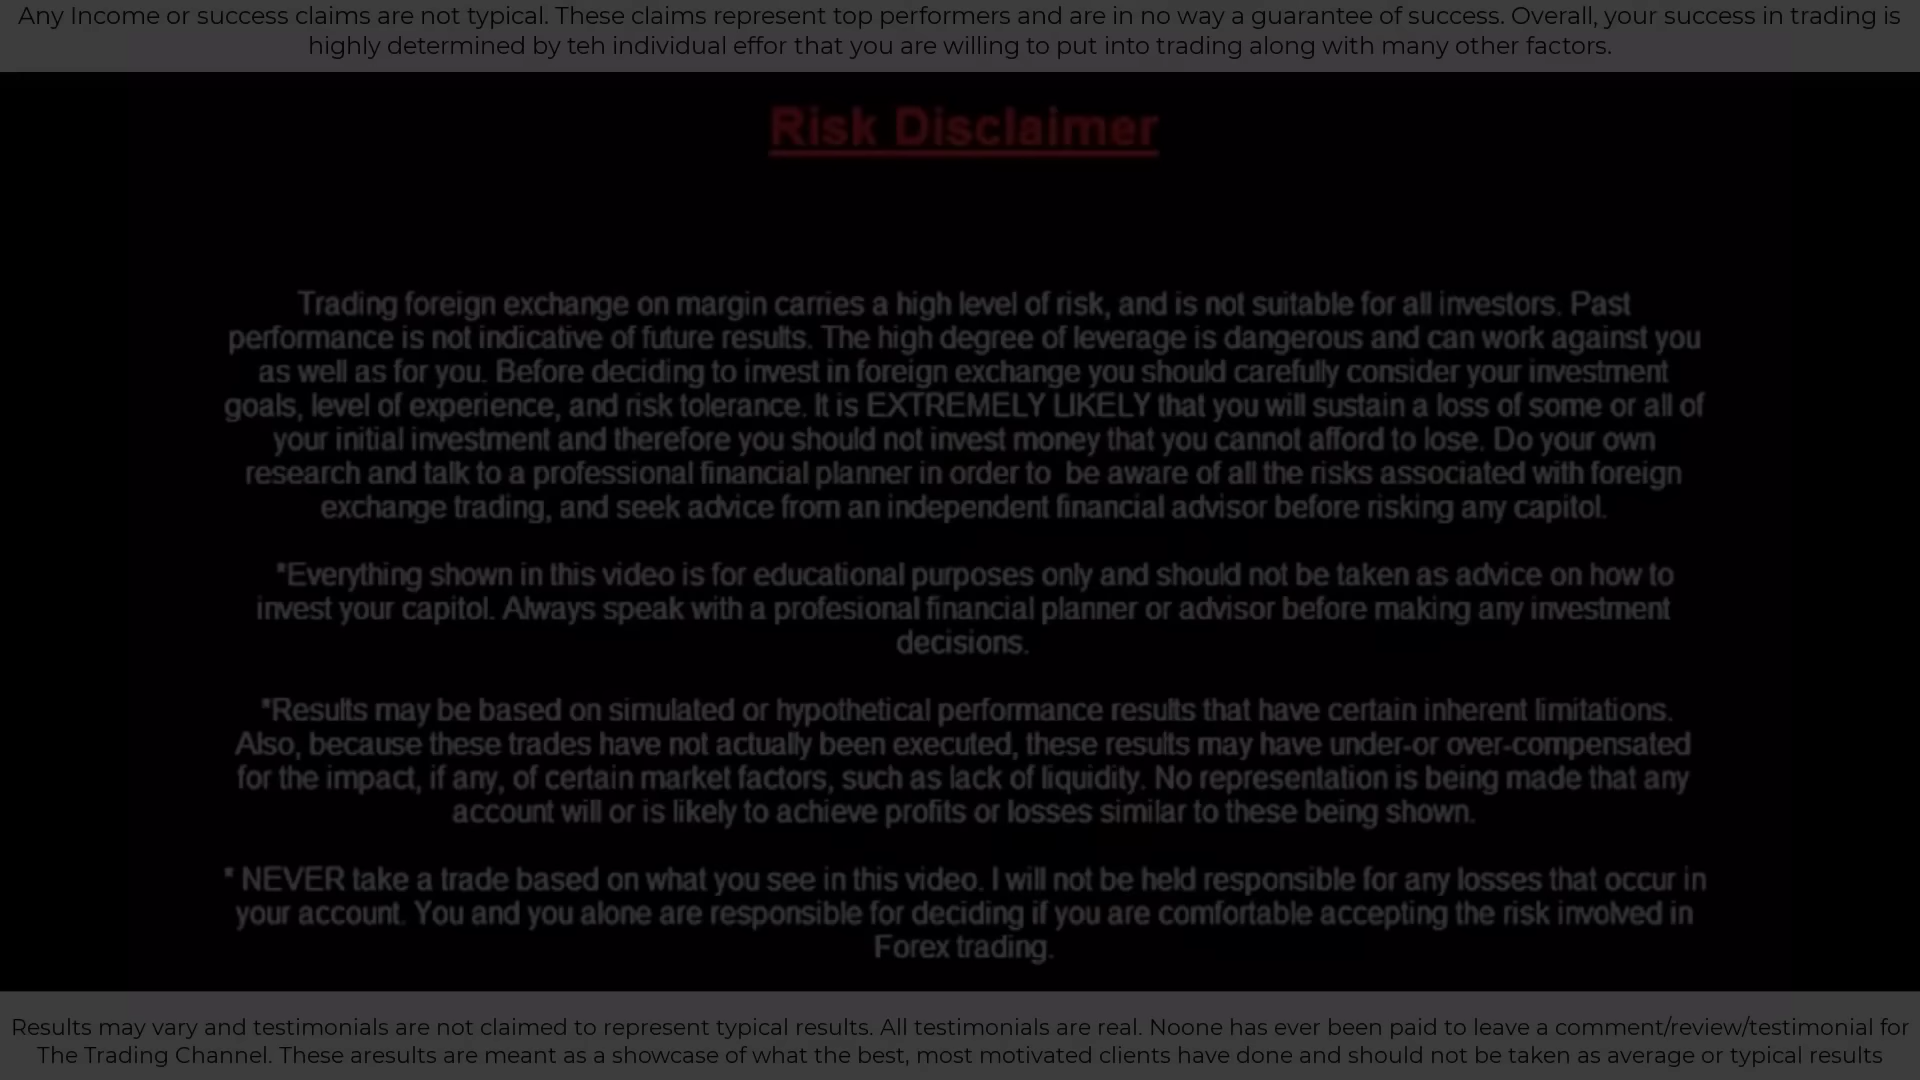 Any Income or success claims are not typical. These claims represent top performers and are in no way a guarantee of success. Overall, your success in trading is
highly determined by teh individual effor that you are willing to put into trading along with many other factors.
Risk Disclaimer
Trading foreign exchange on margin carries a high level of risk, and is not suitable for all investors. Past
performance is not indicative of future results. The high degree of leverage is dangerous and can work against you
as well as for you. Before deciding to invest in foreign exchange you should carefully consider your investment
goals, level of experience, and risk tolerance. It is EXTREMELY LIKELY that you will sustain a loss of some or all of
your initial investment and therefore you should not invest money that you cannot afford to lose. Do your own
research and talk to a professional financial planner in order to be aware of all the risks associated with foreign
exchange trading, and seek advice from an independent financial advisor before risking any capitol.
*Everything shown in this video is for educational purposes only and should not be taken as advice on how to
invest your capitol. Always speak with a profesional financial planner or advisor before making any investment
decisions.
*Results may be based on simulated or hypothetical performance results that have certain inherent limitations.
Also, because these trades have not actually been executed, these results may have under-or over-compensated
for the impact, if any, of certain market factors, such as lack of liquidity. No representation is being made that any
account will or is likely to achieve profits or losses similar to these being shown.
* NEVER take a trade based on what you see in this video. I will not be held responsible for any losses that occur in
your account. You and you alone are responsible for deciding if you are comfortable accepting the risk involved in
Forex trading.
Results may vary and testimonials are not claimed to represent typical results. All testimonials are real. Noone has ever been paid to leave a comment/review/testimonial for
The Trading Channel. These aresults are meant as a showcase of what the best, most motivated clients have done and should not be taken as average or typical results